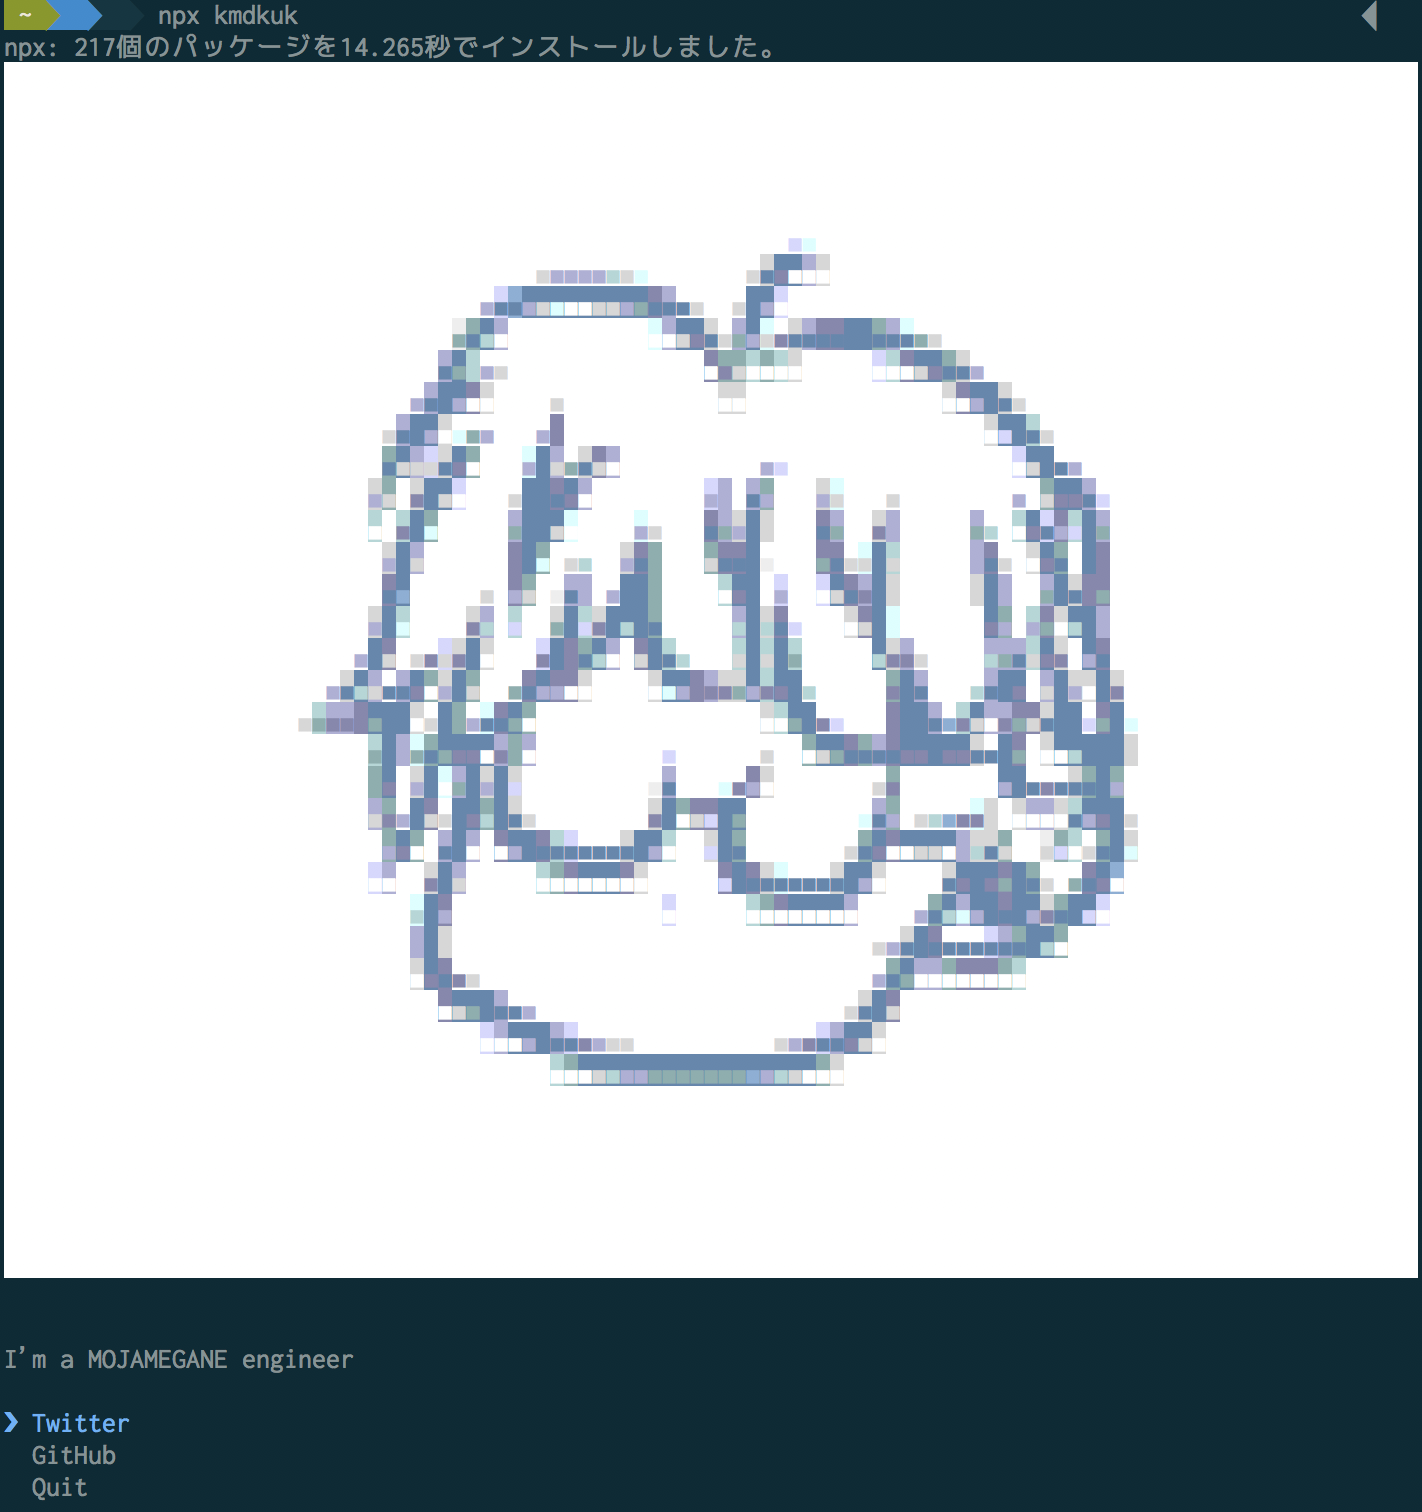 ~ npx kmdkuk
npx: 217個のパッケージを14.265秒でインストールしました。
I'm a MOJAMEGANE engineer
❯ Twitter
GitHub
Quit